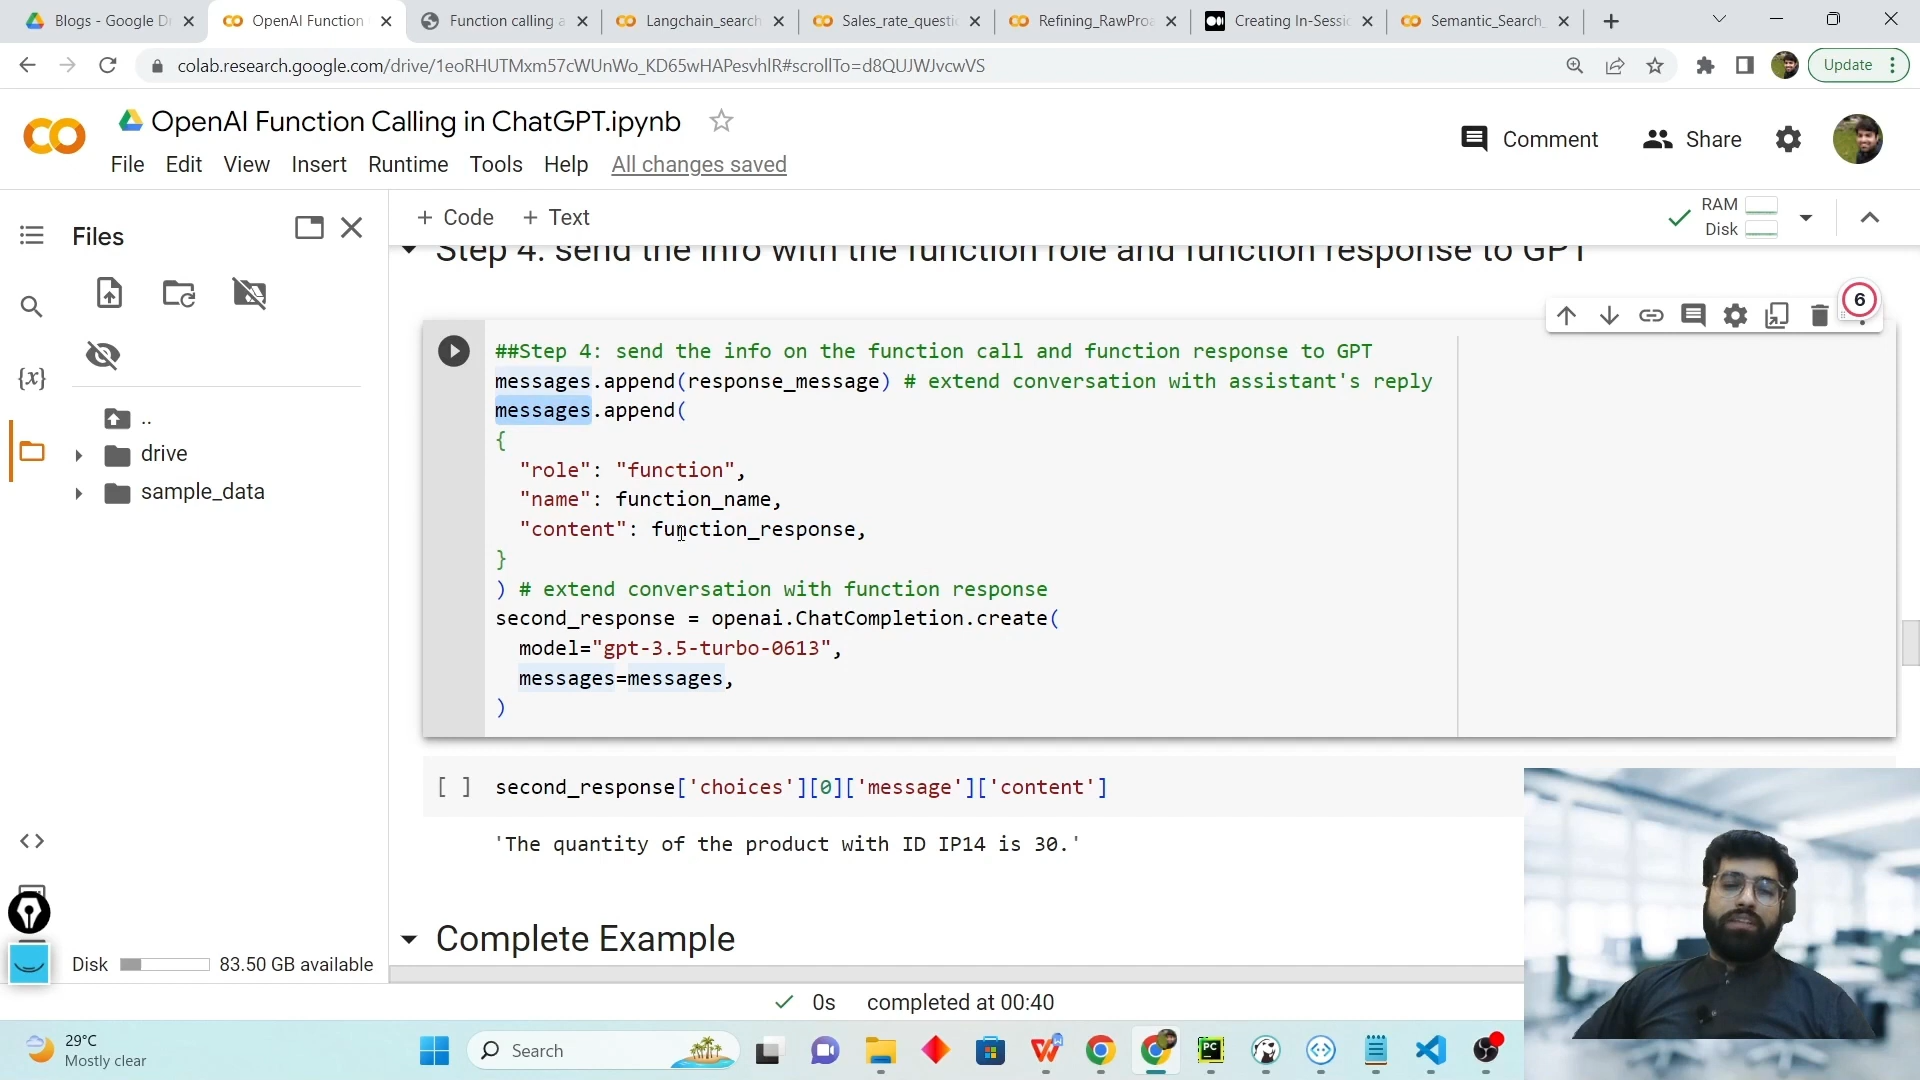 Blogs - Google Dr
OpenAI Function
Function calling a
Langchain_search
Sales_rate_questi
Refining_RawProa
Creating In-Sessi
Semantic_Search_
colab.research.google.com/drive/1eoRHUTMxm57cWUnWo_KD65wHAPesvhlR#scrollTo=d8QUJWJvcwVS
Update
OpenAI Function Calling in ChatGPT.ipynb
File Edit View Insert Runtime Tools Help All changes saved
Comment
Share
Files
+ Code + Text
RAM
Disk
Step 4: send the info with the function role and function response to GPT
6
{x}
..
drive
sample_data
##Step 4: send the info on the function call and function response to GPT
messages.append(response_message) # extend conversation with assistant's reply
messages.append(
{
"role": "function",
"name": function_name,
"content": function_response,
}
) # extend conversation with function response
second_response = openai.ChatCompletion.create(
model="gpt-3.5-turbo-0613",
messages=messages,
)
[ ] second_response['choices'][0]['message']['content']
'The quantity of the product with ID IP14 is 30.'
Complete Example
Disk 83.50 GB available
0s completed at 00:40
29°C
Mostly clear
Search